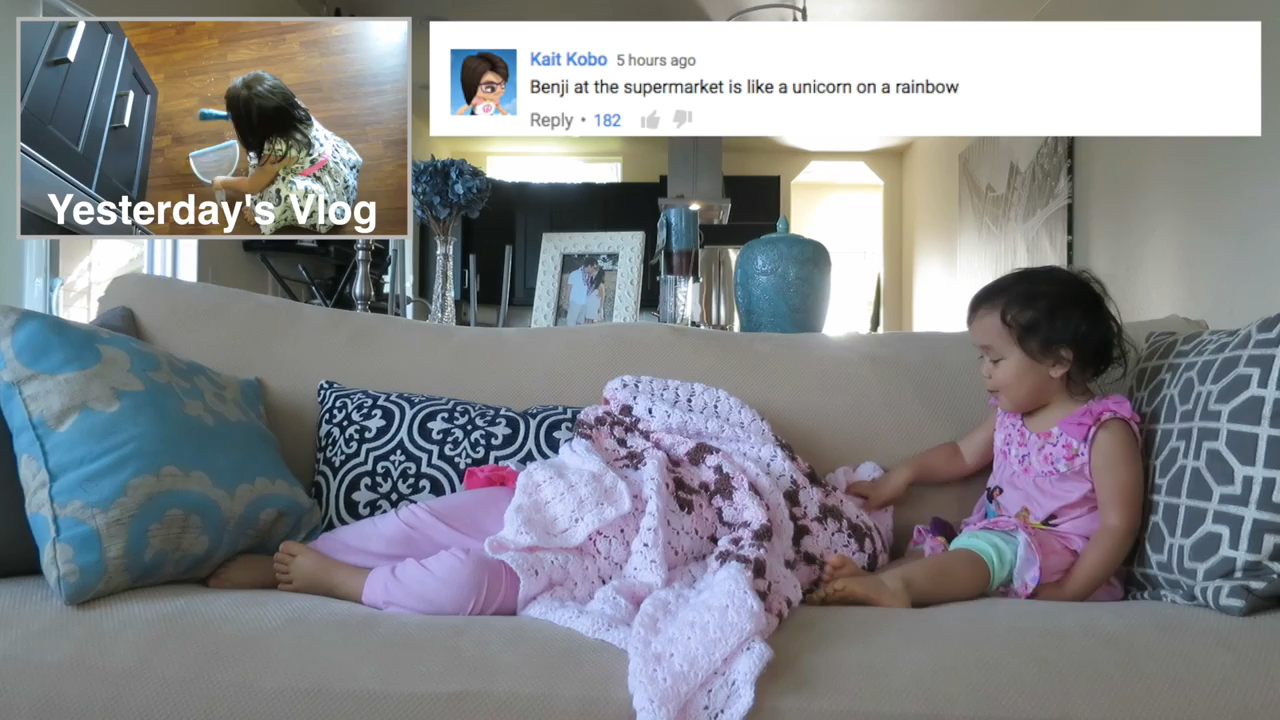 Yesterday's Vlog
Kait Kobo 5 hours ago
Benji at the supermarket is like a unicorn on a rainbow
Reply • 182